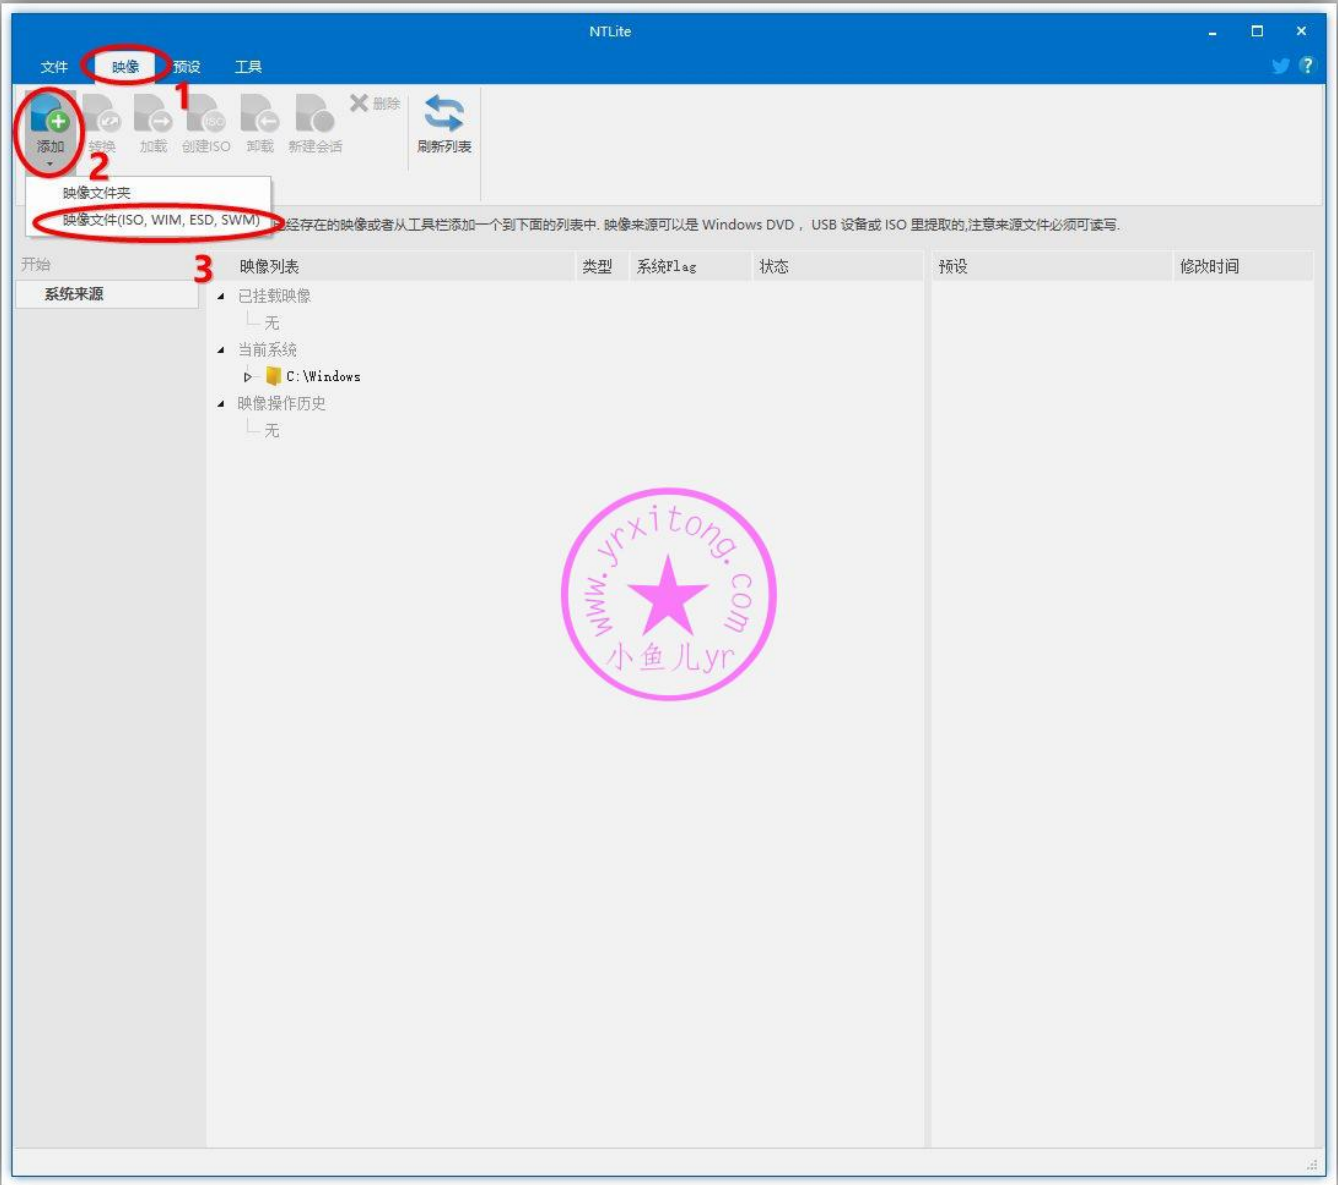 NTLite
文件 映像 预设 工具
1
添加 转换 加载 创建ISO 卸载 新建会话 删除 刷新列表
2
映像文件夹
映像文件(ISO, WIM, ESD, SWM)
经存在的映像或者从工具栏添加一个到下面的列表中. 映像来源可以是 Windows DVD ， USB 设备或 ISO 里提取的,注意来源文件必须可读写.
开始
系统来源
3
映像列表 类型 系统Flag 状态 预设 修改时间
已挂载映像
无
当前系统
C:\Windows
映像操作历史
无
www.yrxitong.com
小鱼儿yr